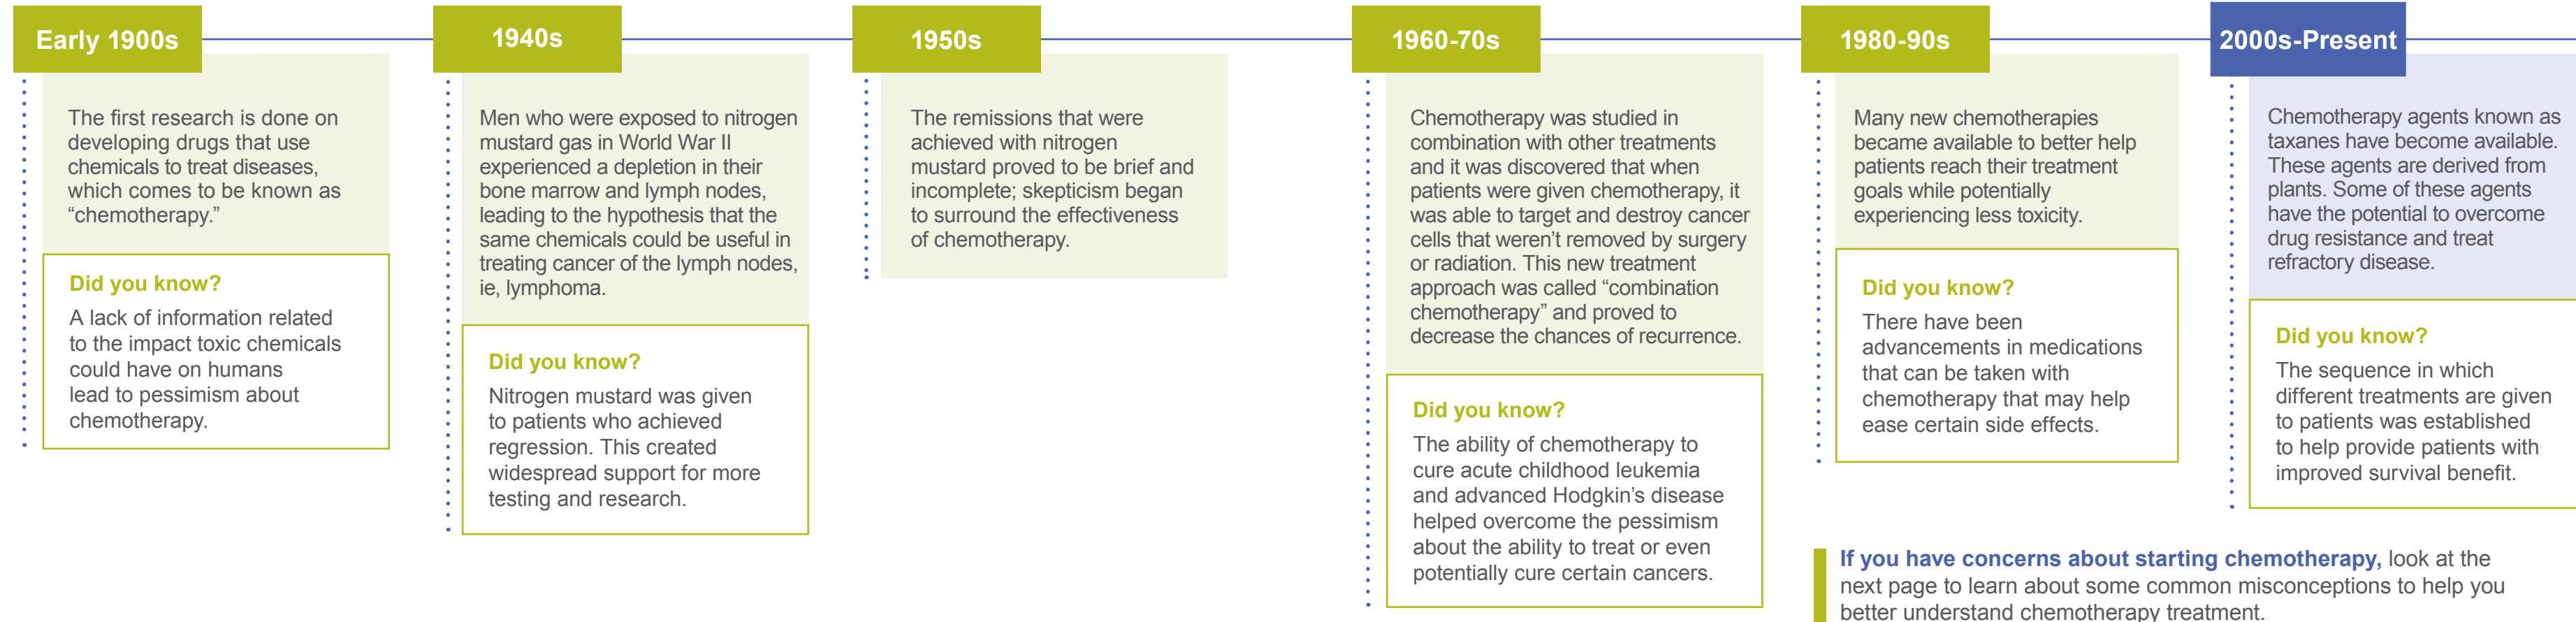 Early 1900s
The first research is done on
developing drugs that use
chemicals to treat diseases,
which comes to be known as
“chemotherapy.”
Did you know?
A lack of information related
to the impact toxic chemicals
could have on humans
lead to pessimism about
chemotherapy.
1940s
Men who were exposed to nitrogen
mustard gas in World War II
experienced a depletion in their
bone marrow and lymph nodes,
leading to the hypothesis that the
same chemicals could be useful in
treating cancer of the lymph nodes,
ie, lymphoma.
Did you know?
Nitrogen mustard was given
to patients who achieved
regression. This created
widespread support for more
testing and research.
1950s
The remissions that were
achieved with nitrogen
mustard proved to be brief and
incomplete; skepticism began
to surround the effectiveness
of chemotherapy.
1960-70s
Chemotherapy was studied in
combination with other treatments
and it was discovered that when
patients were given chemotherapy, it
was able to target and destroy cancer
cells that weren’t removed by surgery
or radiation. This new treatment
approach was called “combination
chemotherapy” and proved to
decrease the chances of recurrence.
Did you know?
The ability of chemotherapy to
cure acute childhood leukemia
and advanced Hodgkin’s disease
helped overcome the pessimism
about the ability to treat or even
potentially cure certain cancers.
1980-90s
Many new chemotherapies
became available to better help
patients reach their treatment
goals while potentially
experiencing less toxicity.
Did you know?
There have been
advancements in medications
that can be taken with
chemotherapy that may help
ease certain side effects.
2000s-Present
Chemotherapy agents known as
taxanes have become available.
These agents are derived from
plants. Some of these agents
have the potential to overcome
drug resistance and treat
refractory disease.
Did you know?
The sequence in which
different treatments are given
to patients was established
to help provide patients with
improved survival benefit.
If you have concerns about starting chemotherapy, look at the
next page to learn about some common misconceptions to help you
better understand chemotherapy treatment.